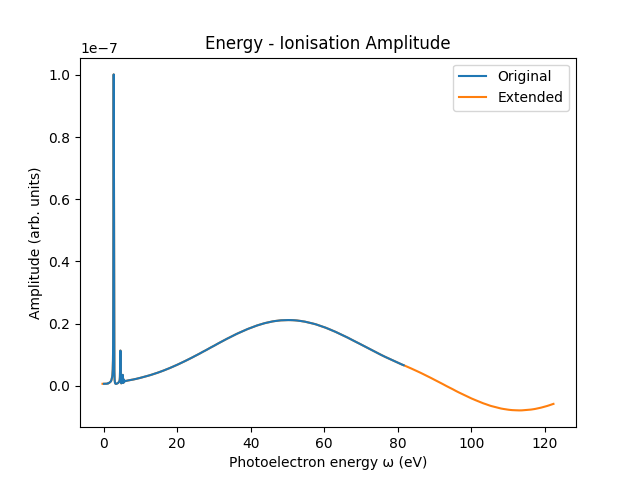 Energy - Ionisation Amplitude
1e−7
Original
Extended
1.0
0.8
0.6
0.4
0.2
0.0
Amplitude (arb. units)
0 20 40 60 80 100 120
Photoelectron energy ω (eV)